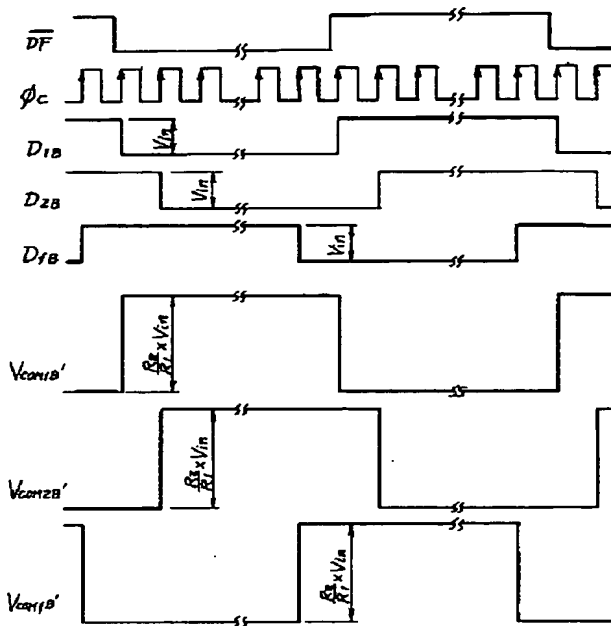 DF
φc
D1B
Vin
D2B
Vin
DfB
Vin
VCOM1B'
R2/R1 × Vin
VCOM2B'
R2/R1 × Vin
VCOMfB'
R2/R1 × Vin